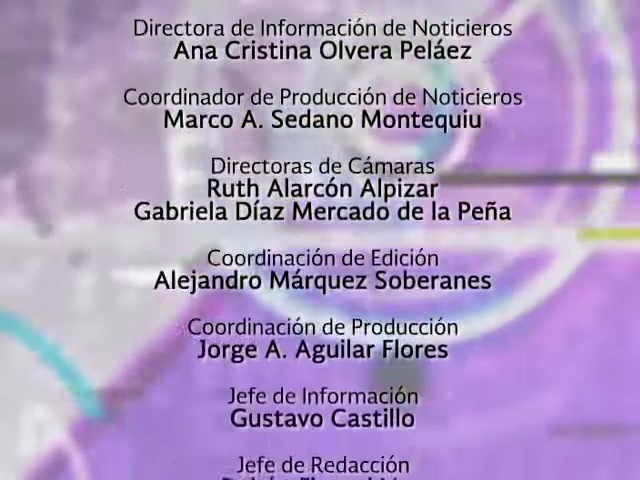 Directora de Información de Noticieros
Ana Cristina Olvera Peláez
Coordinador de Producción de Noticieros
Marco A. Sedano Montequiu
Directoras de Cámaras
Ruth Alarcón Alpizar
Gabriela Díaz Mercado de la Peña
Coordinación de Edición
Alejandro Márquez Soberanes
Coordinación de Producción
Jorge A. Aguilar Flores
Jefe de Información
Gustavo Castillo
Jefe de Redacción